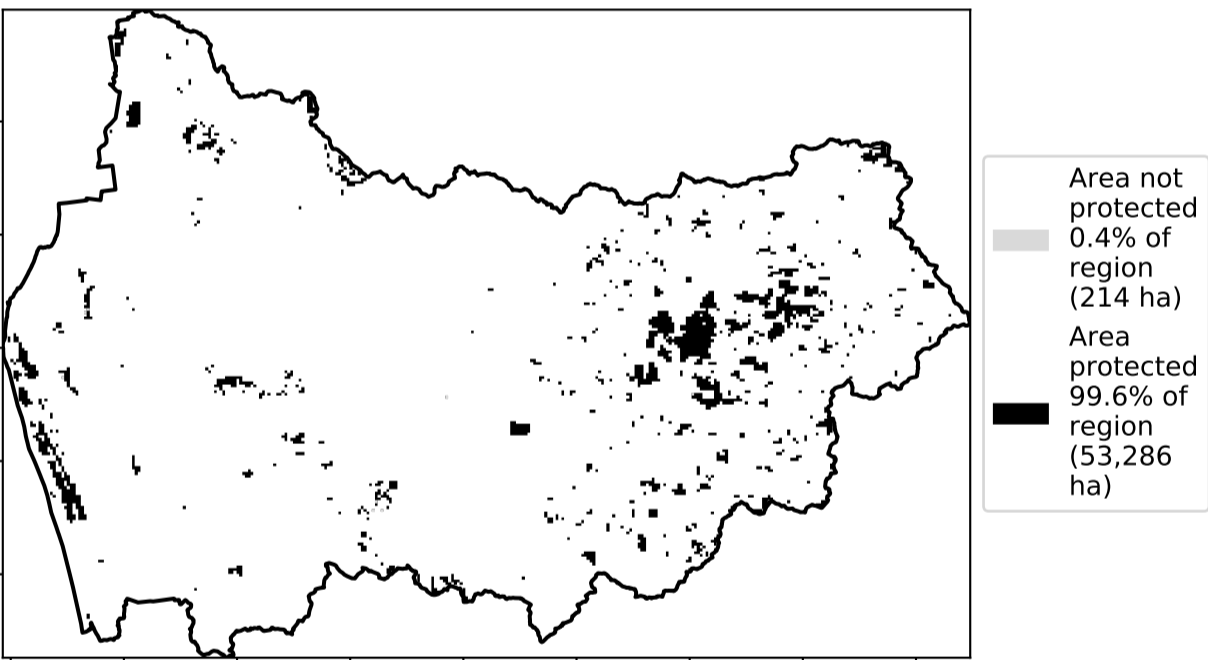 Area not
protected
0.4% of
region
(214 ha)
Area
protected
99.6% of
region
(53,286
ha)